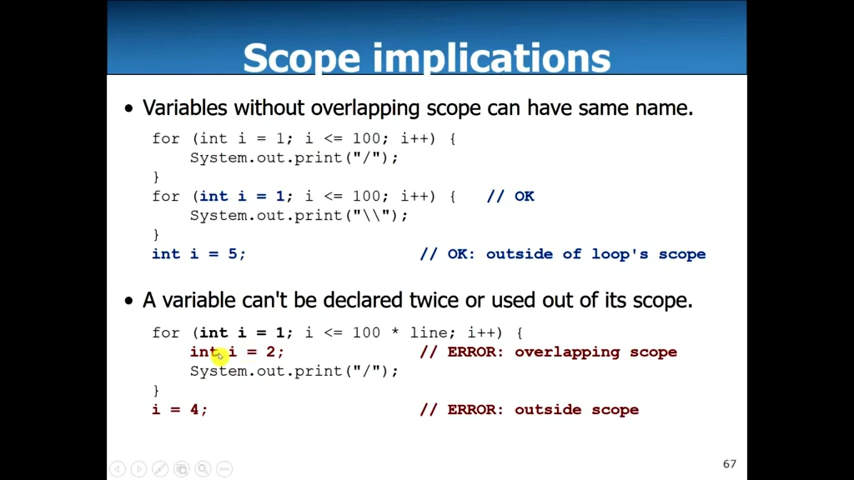 Scope implications
• Variables without overlapping scope can have same name.
for (int i = 1; i <= 100; i++) {
    System.out.print("/");
}
for (int i = 1; i <= 100; i++) {   // OK
    System.out.print("\\");
}
int i = 5;                  // OK: outside of loop's scope
• A variable can't be declared twice or used out of its scope.
for (int i = 1; i <= 100 * line; i++) {
    int i = 2;              // ERROR: overlapping scope
    System.out.print("/");
}
i = 4;                      // ERROR: outside scope
67